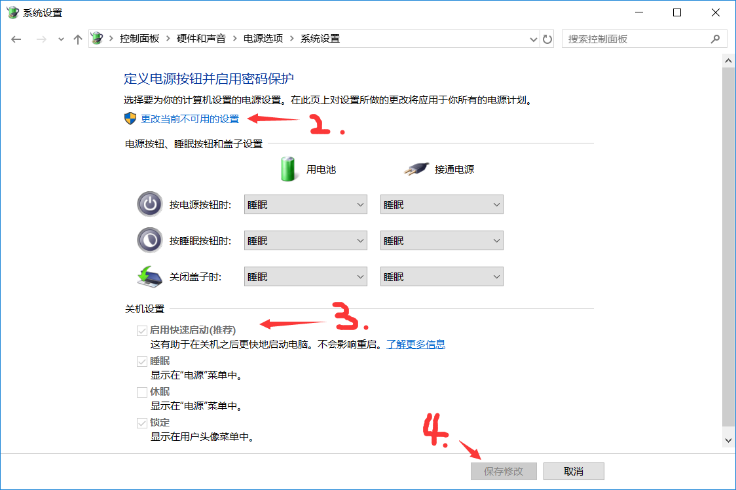 系统设置
控制面板 > 硬件和声音 > 电源选项 > 系统设置
搜索控制面板
定义电源按钮并启用密码保护
选择要为你的计算机设置的电源设置。在此页上对设置所做的更改将应用于你所有的电源计划。
更改当前不可用的设置
2.
电源按钮、睡眠按钮和盖子设置
用电池 接通电源
按电源按钮时: 睡眠 睡眠
按睡眠按钮时: 睡眠 睡眠
关闭盖子时: 睡眠 睡眠
关机设置
3.
启用快速启动(推荐)
这有助于在关机之后更快地启动电脑。不会影响重启。了解更多信息
睡眠
显示在"电源"菜单中。
休眠
显示在"电源"菜单中。
锁定
显示在用户头像菜单中。
4.
保存修改 取消